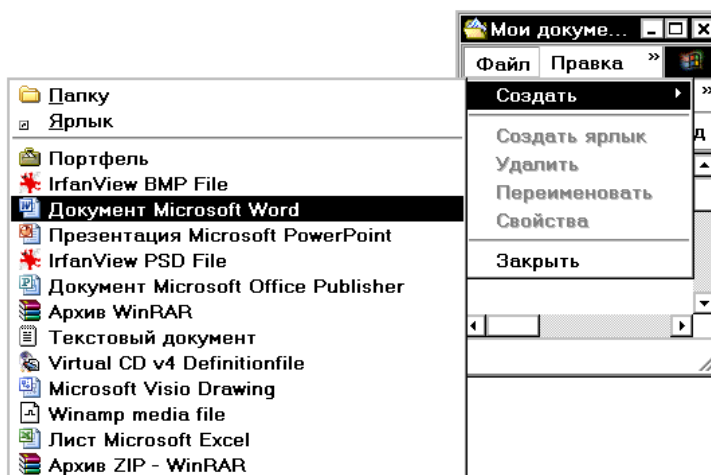 Мои докуме...
Файл Правка »
Создать
»
Создать ярлык
д
Удалить
Переименовать
Свойства
Закрыть
Папку
Ярлык
Портфель
IrfanView BMP File
Документ Microsoft Word
Презентация Microsoft PowerPoint
IrfanView PSD File
Документ Microsoft Office Publisher
Архив WinRAR
Текстовый документ
Virtual CD v4 Definitionfile
Microsoft Visio Drawing
Winamp media file
Лист Microsoft Excel
Архив ZIP - WinRAR